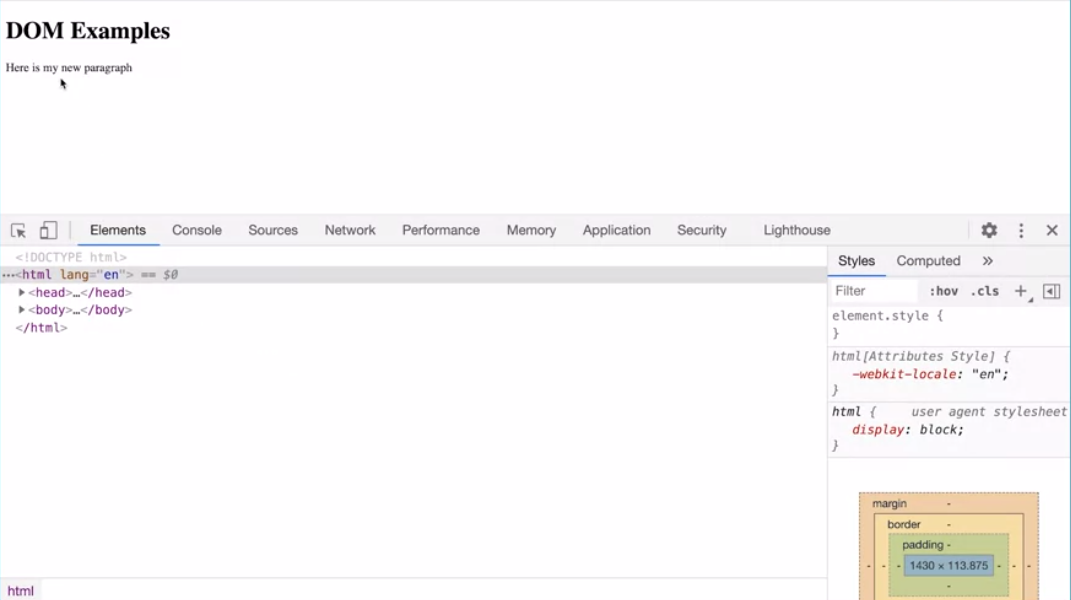 DOM Examples
Here is my new paragraph
Elements Console Sources Network Performance Memory Application Security Lighthouse
<!DOCTYPE html>
…<html lang="en"> == $0
<head>…</head>
<body>…</body>
</html>
html
Styles Computed »
Filter :hov .cls +
element.style {
}
html[Attributes Style] {
-webkit-locale: "en";
}
html { user agent stylesheet
display: block;
}
margin -
border -
padding -
- - - 1430 × 113.875 - - -
-